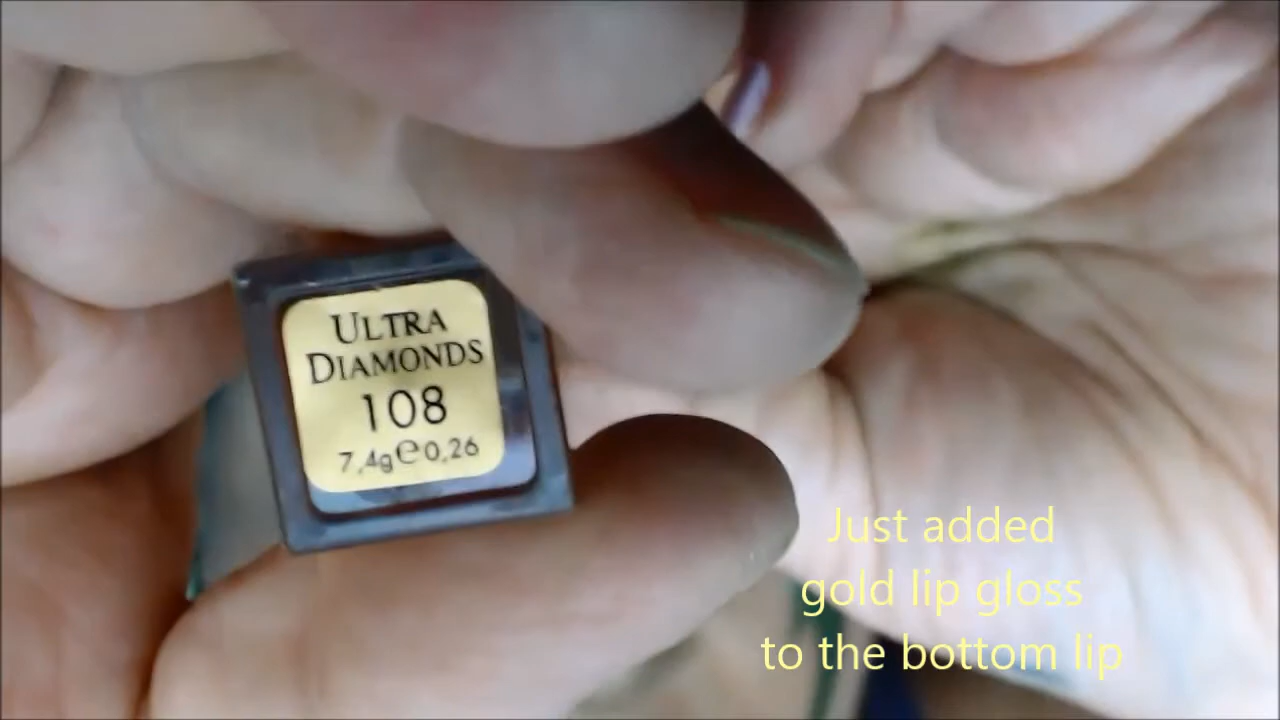 ULTRA
DIAMONDS
108
7,4g℮0,26
Just added
gold lip gloss
to the bottom lip